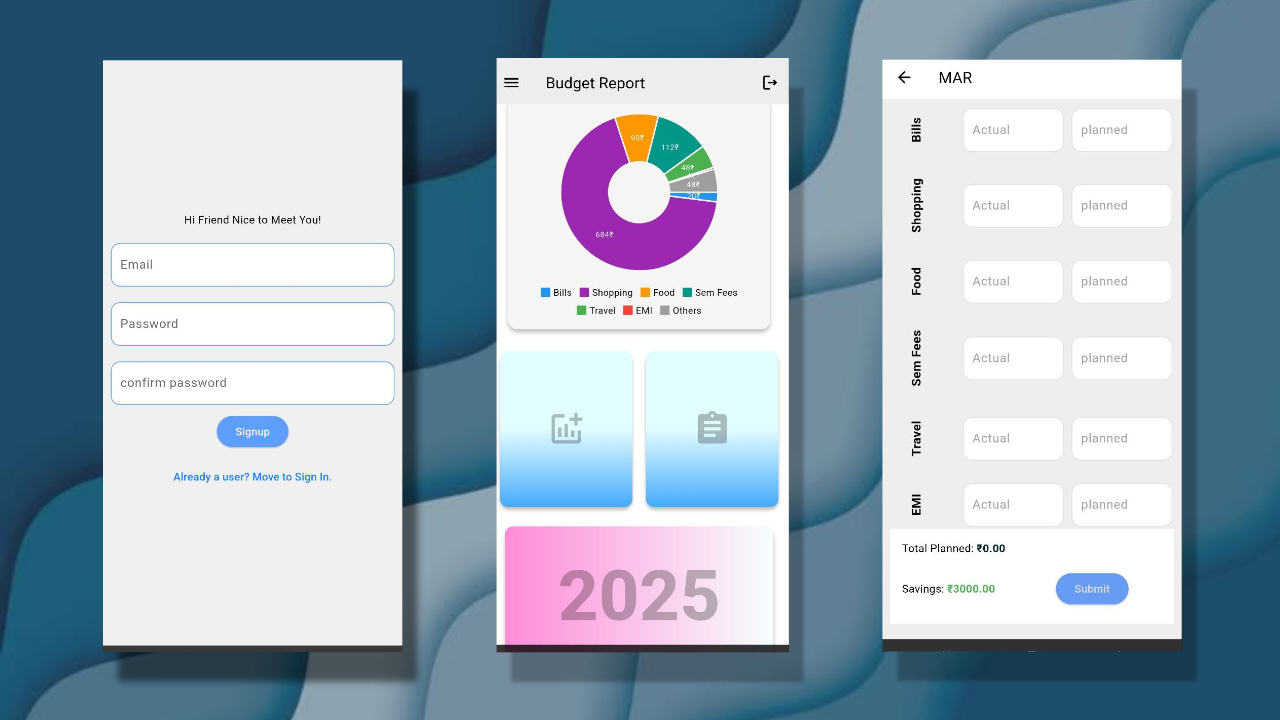 Hi Friend Nice to Meet You!
Email
Password
confirm password
Signup
Already a user? Move to Sign In.
Budget Report
90₹
112₹
48₹
48₹
684₹
Bills Shopping Food Sem Fees
Travel EMI Others
2025
MAR
Bills Actual planned
Shopping Actual planned
Food Actual planned
Sem Fees Actual planned
Travel Actual planned
EMI Actual planned
Total Planned: ₹0.00
Savings: ₹3000.00 Submit